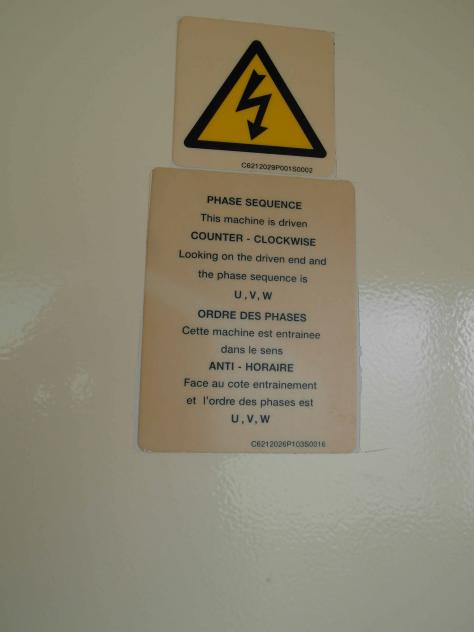 C6212029P001S0002
PHASE SEQUENCE
This machine is driven
COUNTER - CLOCKWISE
Looking on the driven end and
the phase sequence is
U , V , W
ORDRE DES PHASES
Cette machine est entrainee
dans le sens
ANTI - HORAIRE
Face au cote entrainement
et l'ordre des phases est
U , V , W
C6212026P103S0016